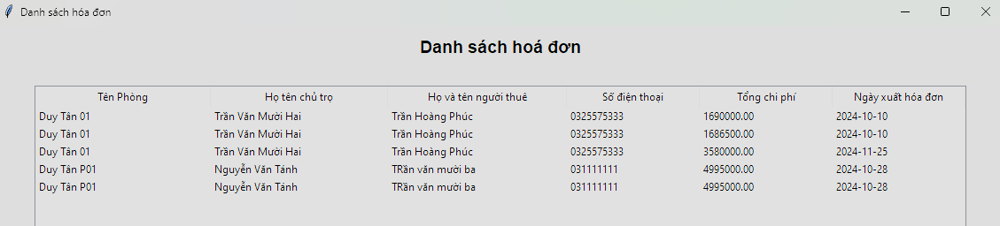 Danh sách hóa đơn
Danh sách hoá đơn
Tên Phòng Họ tên chủ trọ Họ và tên người thuê Số điện thoại Tổng chi phí Ngày xuất hóa đơn
Duy Tân 01 Trần Văn Mười Hai Trần Hoàng Phúc 0325575333 1690000.00 2024-10-10
Duy Tân 01 Trần Văn Mười Hai Trần Hoàng Phúc 0325575333 1686500.00 2024-10-10
Duy Tân 01 Trần Văn Mười Hai Trần Hoàng Phúc 0325575333 3580000.00 2024-11-25
Duy Tân P01 Nguyễn Văn Tánh TRần văn mười ba 031111111 4995000.00 2024-10-28
Duy Tân P01 Nguyễn Văn Tánh TRần văn mười ba 031111111 4995000.00 2024-10-28